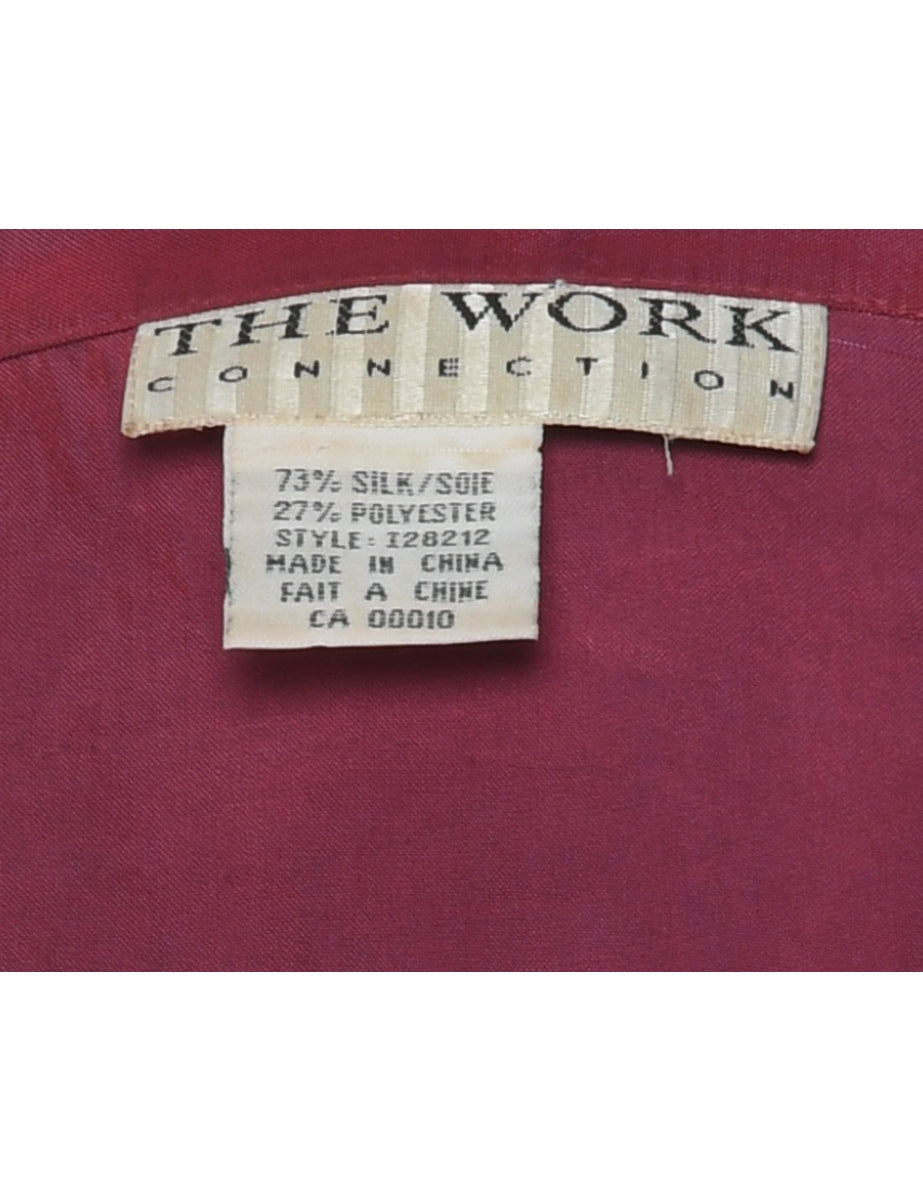 THE WORK
CONNECTION
73% SILK/SOIE
27% POLYESTER
STYLE: I28212
MADE IN CHINA
FAIT A CHINE
CA 00010